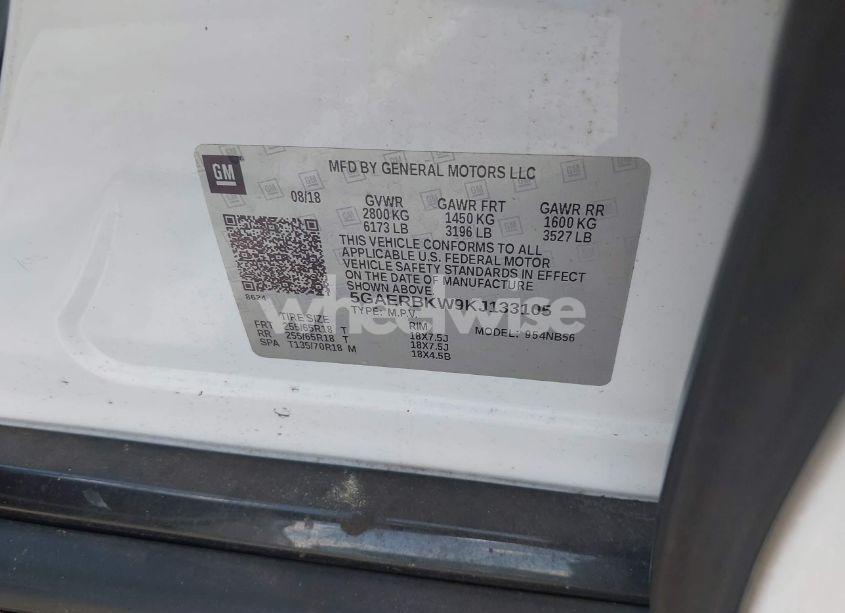 GM
MFD BY GENERAL MOTORS LLC
08/18
GVWR GAWR FRT GAWR RR
2800 KG 1450 KG 1600 KG
6173 LB 3196 LB 3527 LB
THIS VEHICLE CONFORMS TO ALL
APPLICABLE U.S. FEDERAL MOTOR
VEHICLE SAFETY STANDARDS IN EFFECT
ON THE DATE OF MANUFACTURE
SHOWN ABOVE.
8624
5GAERBKW9KJ133105
TYPE: M.P.V.
MODEL: 954NB56
TIRE SIZE RIM
FRT 255/65R18 T 18X7.5J
RR 255/65R18 T 18X7.5J
SPA T135/70R18 M 18X4.5B
wheelwise